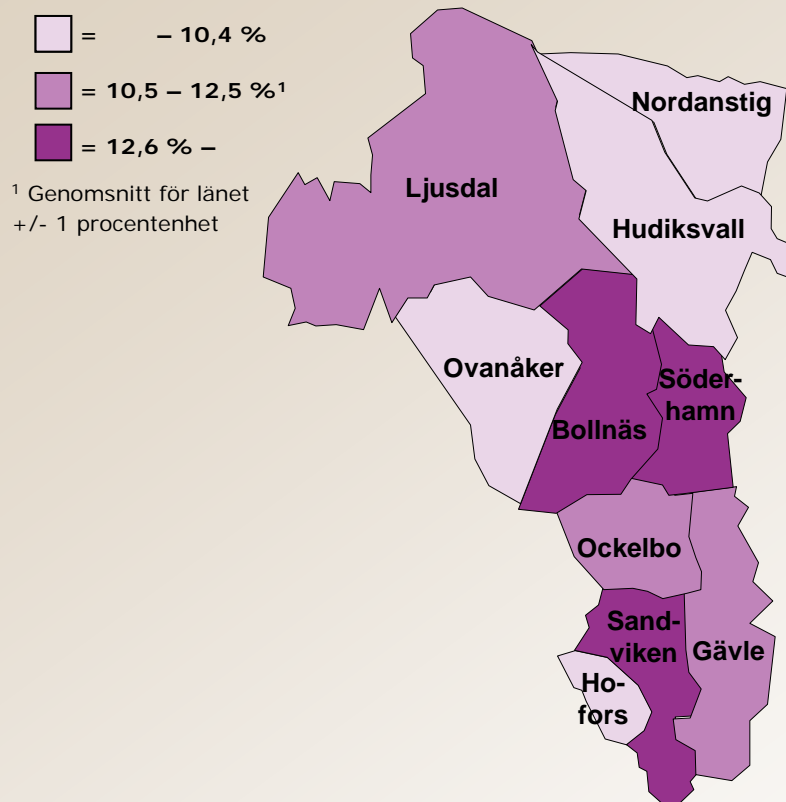 = – 10,4 %
= 10,5 – 12,5 %¹
= 12,6 % –
¹ Genomsnitt för länet
+/- 1 procentenhet
Nordanstig
Ljusdal
Hudiksvall
Ovanåker
Söder-
hamn
Bollnäs
Ockelbo
Sand-
viken
Gävle
Ho-
fors